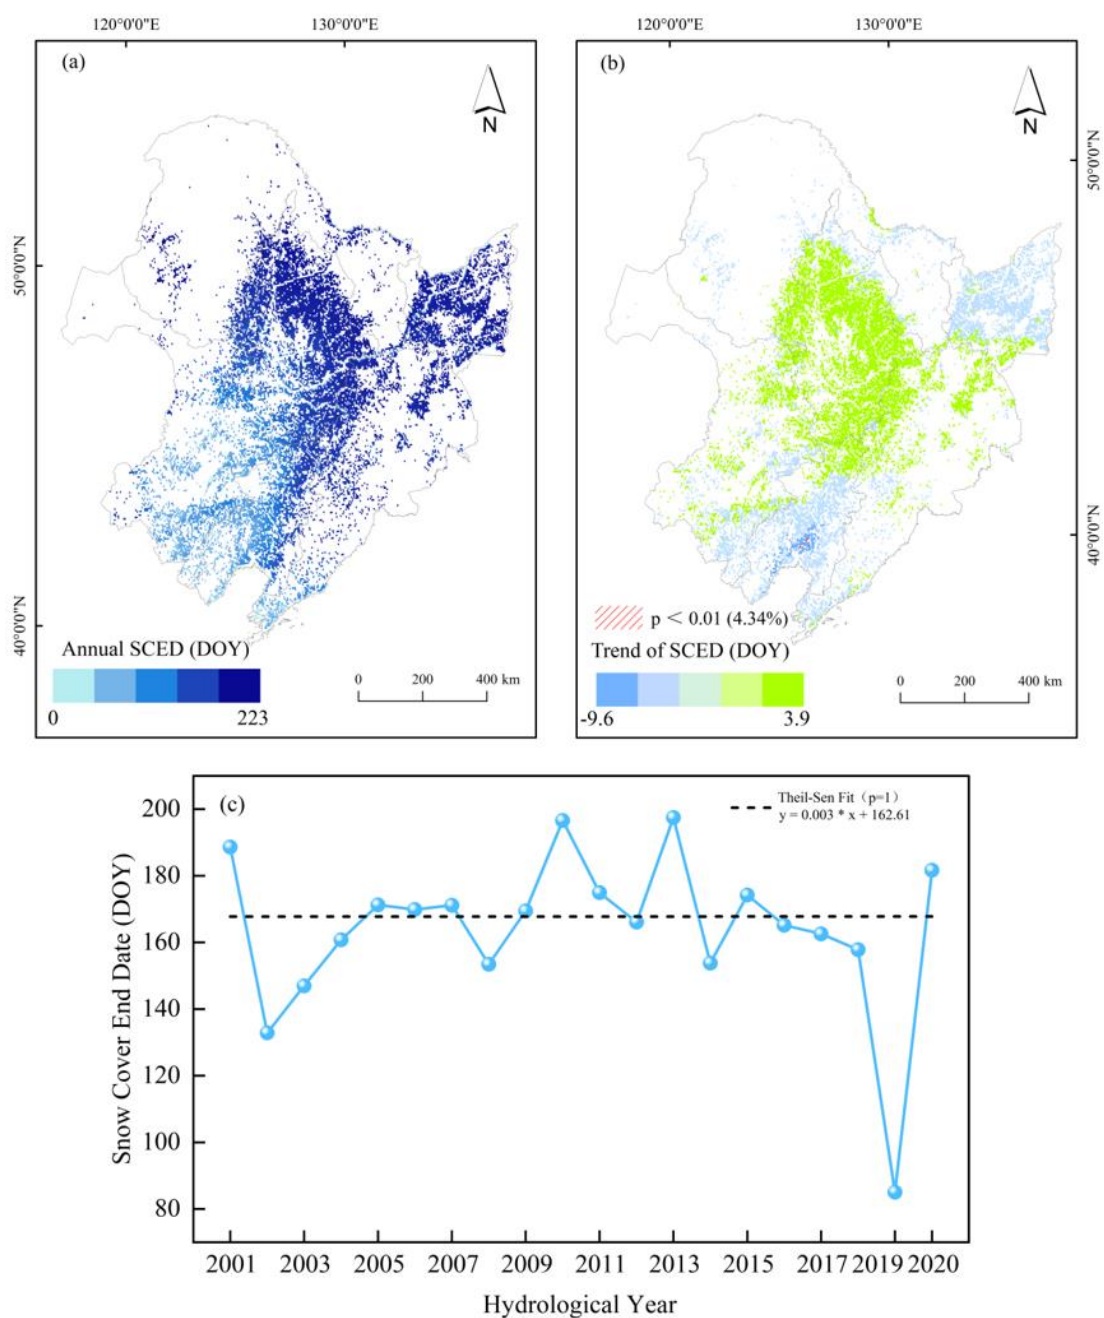 120°0'0"E 130°0'0"E 120°0'0"E 130°0'0"E
(a) (b)
N N
50°0'0"N
50°0'0"N
40°0'0"N
40°0'0"N
p < 0.01 (4.34%)
Annual SCED (DOY) Trend of SCED (DOY)
0 200 400 km 0 200 400 km
0 223 -9.6 3.9
(c)
Theil-Sen Fit（p=1）
y = 0.003 * x + 162.61
200
180
160
140
120
100
80
Snow Cover End Date (DOY)
2001 2003 2005 2007 2009 2011 2013 2015 2017 2019 2020
Hydrological Year